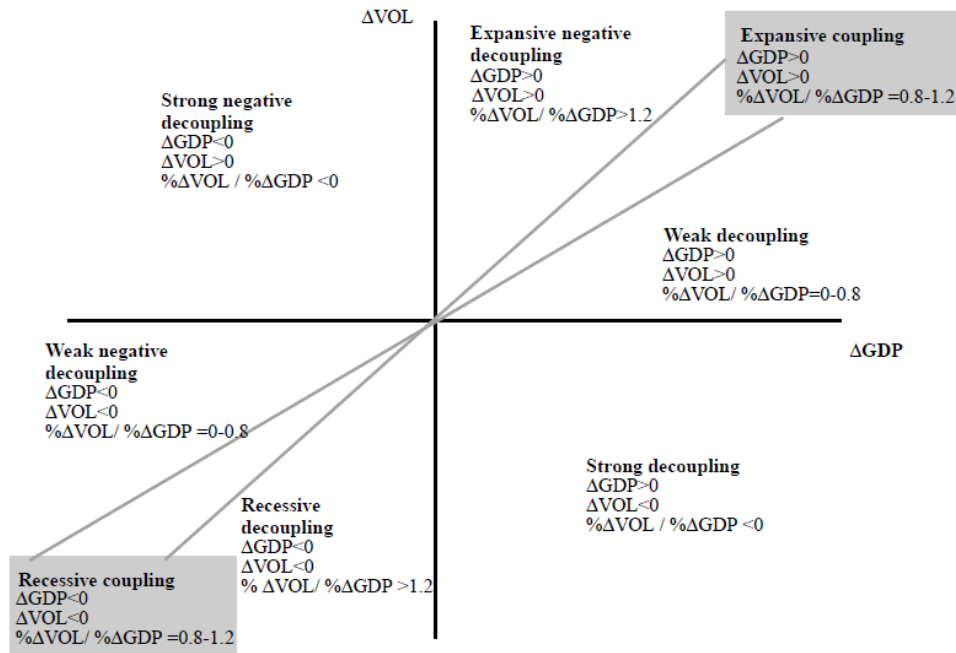 ΔVOL
Expansive negative
decoupling
ΔGDP>0
ΔVOL>0
%ΔVOL/ %ΔGDP>1.2
Expansive coupling
ΔGDP>0
ΔVOL>0
%ΔVOL/ %ΔGDP =0.8-1.2
Strong negative
decoupling
ΔGDP<0
ΔVOL>0
%ΔVOL / %ΔGDP <0
Weak decoupling
ΔGDP>0
ΔVOL>0
%ΔVOL/ %ΔGDP=0-0.8
ΔGDP
Weak negative
decoupling
ΔGDP<0
ΔVOL<0
%ΔVOL/ %ΔGDP =0-0.8
Strong decoupling
ΔGDP>0
ΔVOL<0
%ΔVOL / %ΔGDP <0
Recessive
decoupling
ΔGDP<0
ΔVOL<0
% ΔVOL/ %ΔGDP >1.2
Recessive coupling
ΔGDP<0
ΔVOL<0
%ΔVOL/ %ΔGDP =0.8-1.2